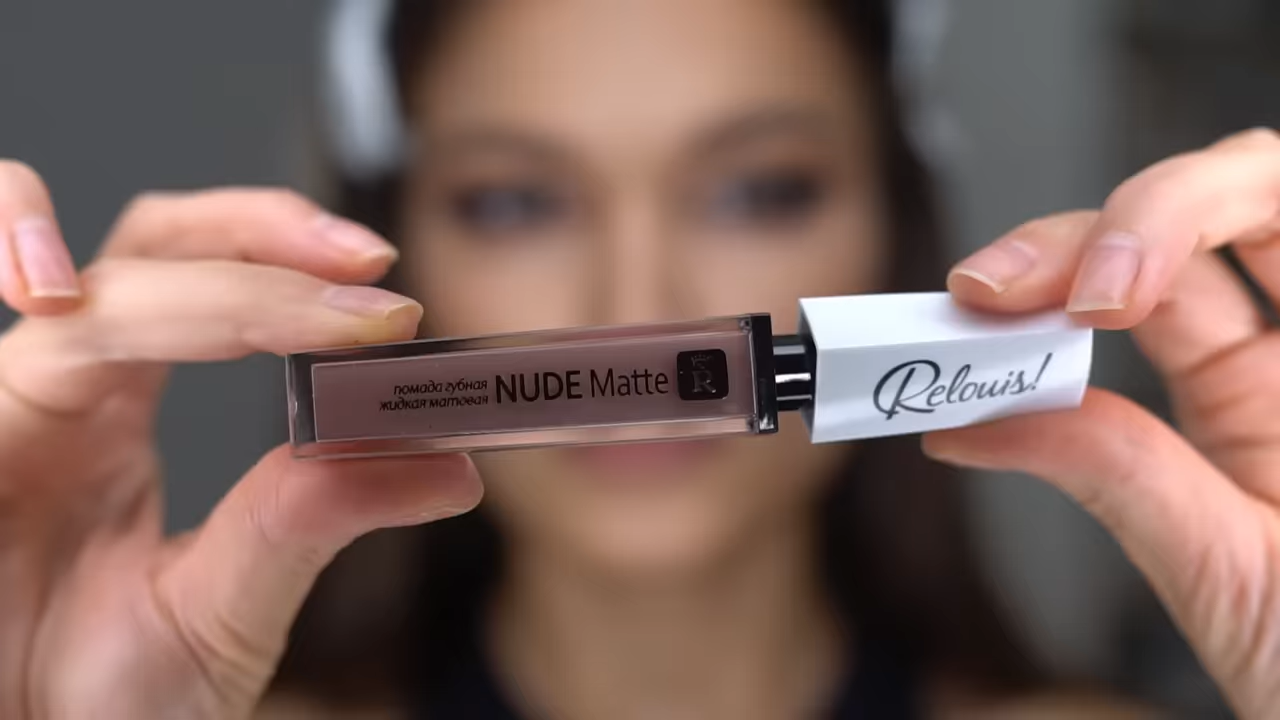 помада губная
жидкая матовая
NUDE Matte
R
Relouis!